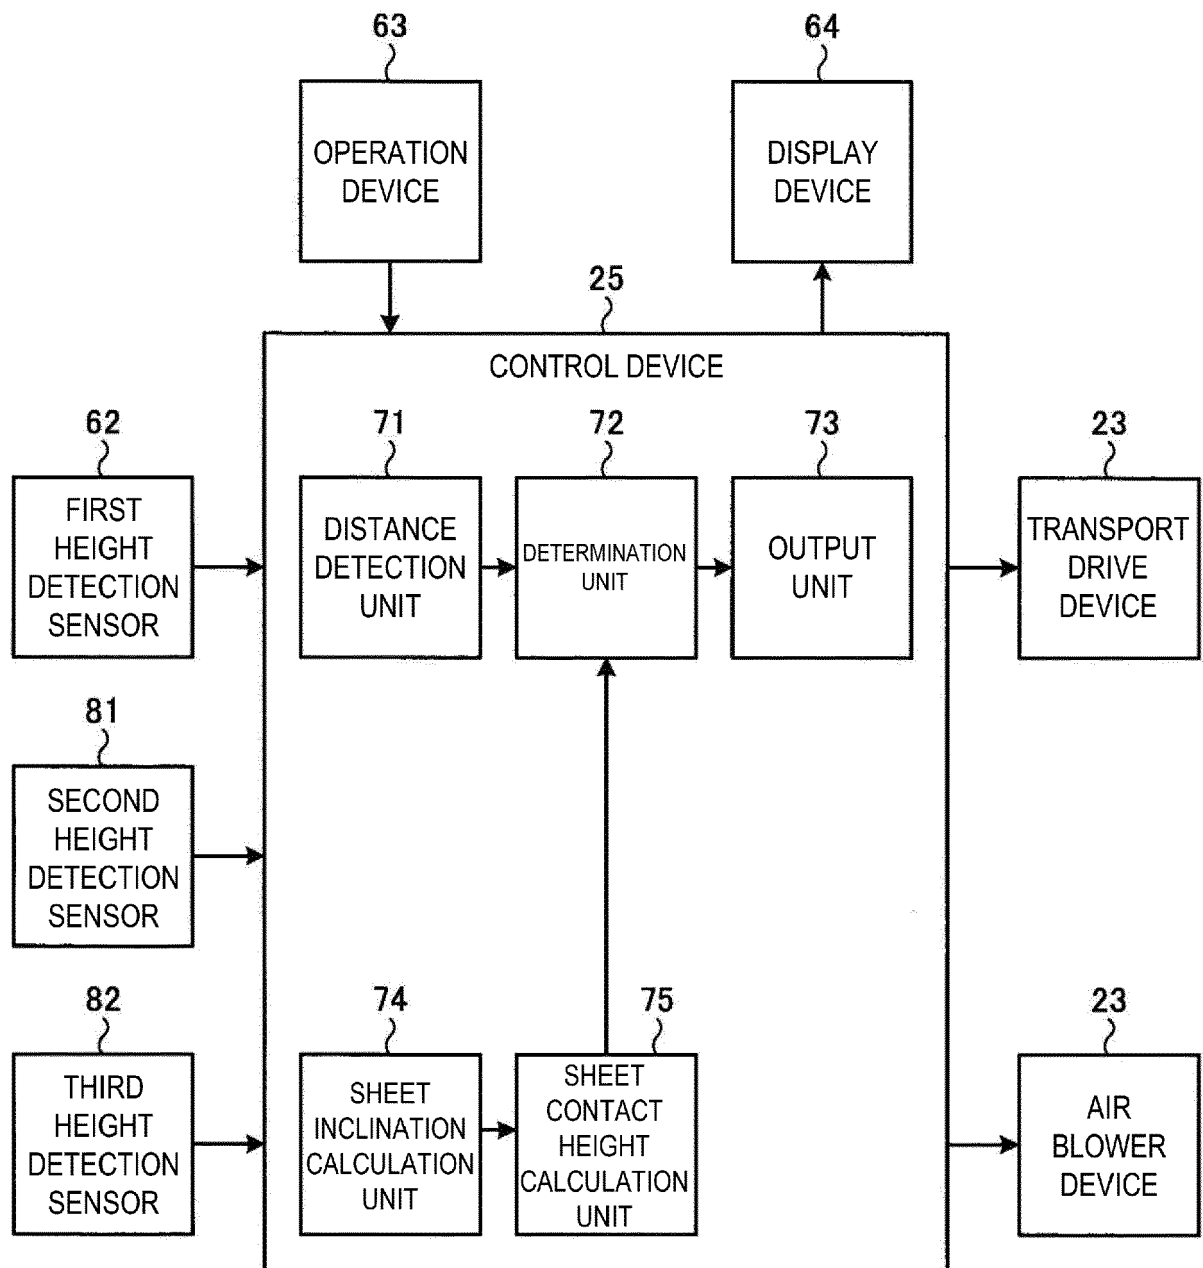 63
OPERATION
DEVICE
64
DISPLAY
DEVICE
25
CONTROL DEVICE
62
FIRST
HEIGHT
DETECTION
SENSOR
71
DISTANCE
DETECTION
UNIT
72
DETERMINATION
UNIT
73
OUTPUT
UNIT
23
TRANSPORT
DRIVE
DEVICE
81
SECOND
HEIGHT
DETECTION
SENSOR
82
THIRD
HEIGHT
DETECTION
SENSOR
74
SHEET
INCLINATION
CALCULATION
UNIT
75
SHEET
CONTACT
HEIGHT
CALCULATION
UNIT
23
AIR
BLOWER
DEVICE